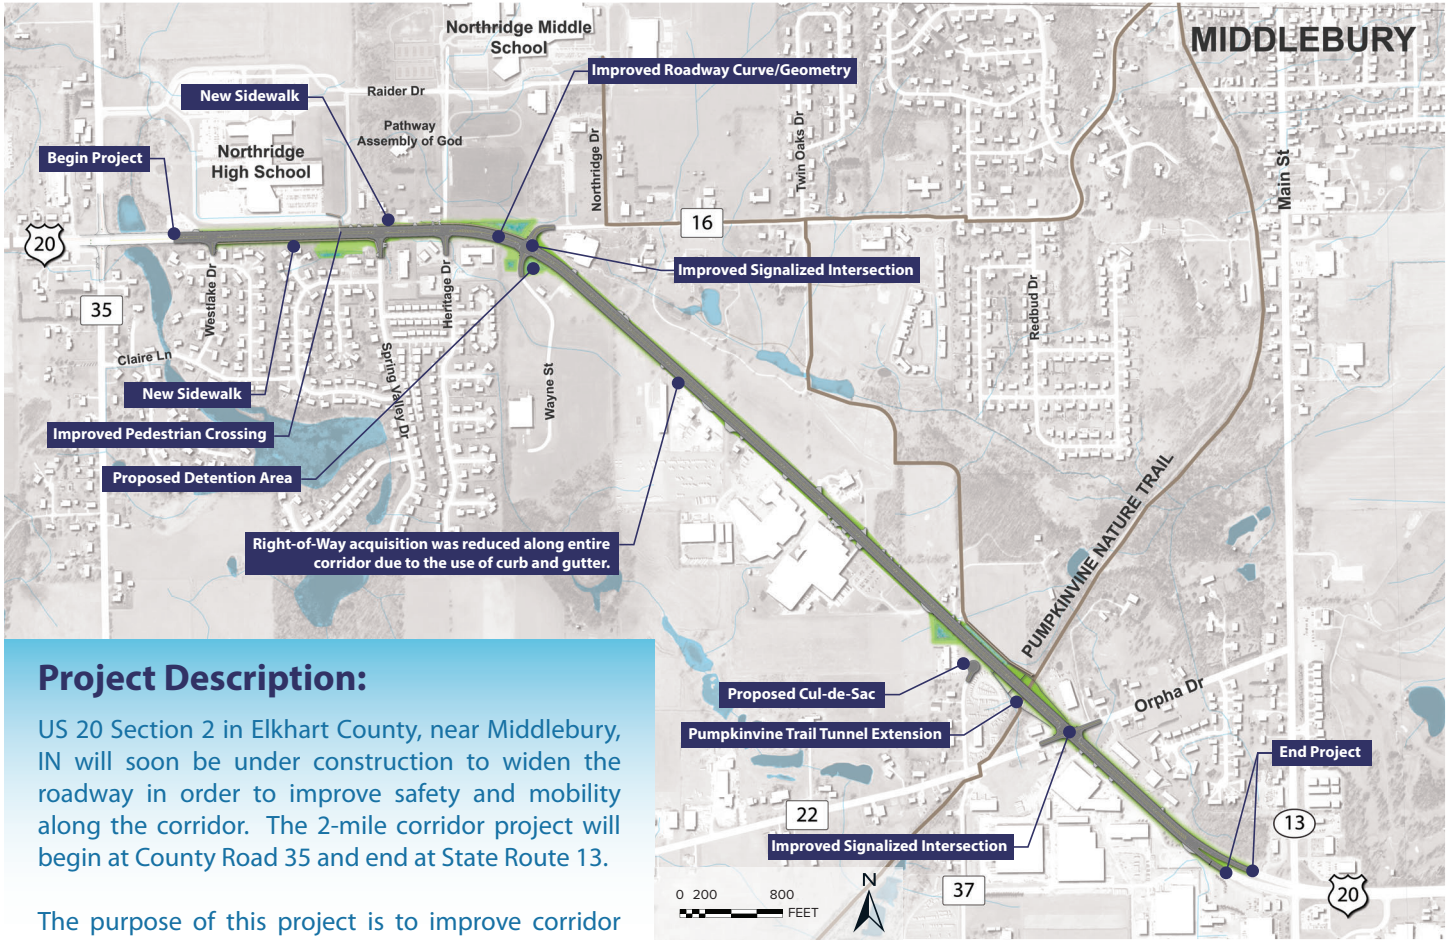 MIDDLEBURY
Northridge Middle
School
Improved Roadway Curve/Geometry
New Sidewalk
Raider Dr
Pathway
Assembly of God
Northridge
High School
Begin Project
Northridge Dr
Twin Oaks Dr
Main St
20
16
35
Improved Signalized Intersection
Westlake Dr
Heritage Dr
Redbud Dr
Claire Ln
Spring Valley Dr
Wayne St
New Sidewalk
Improved Pedestrian Crossing
Proposed Detention Area
Right-of-Way acquisition was reduced along entire
corridor due to the use of curb and gutter.
PUMPKINVINE NATURE TRAIL
Proposed Cul-de-Sac
Orpha Dr
Pumpkinvine Trail Tunnel Extension
End Project
22
13
Improved Signalized Intersection
37
20
N
0 200 800
FEET
Project Description:
US 20 Section 2 in Elkhart County, near Middlebury,
IN will soon be under construction to widen the
roadway in order to improve safety and mobility
along the corridor. The 2-mile corridor project will
begin at County Road 35 and end at State Route 13.
The purpose of this project is to improve corridor